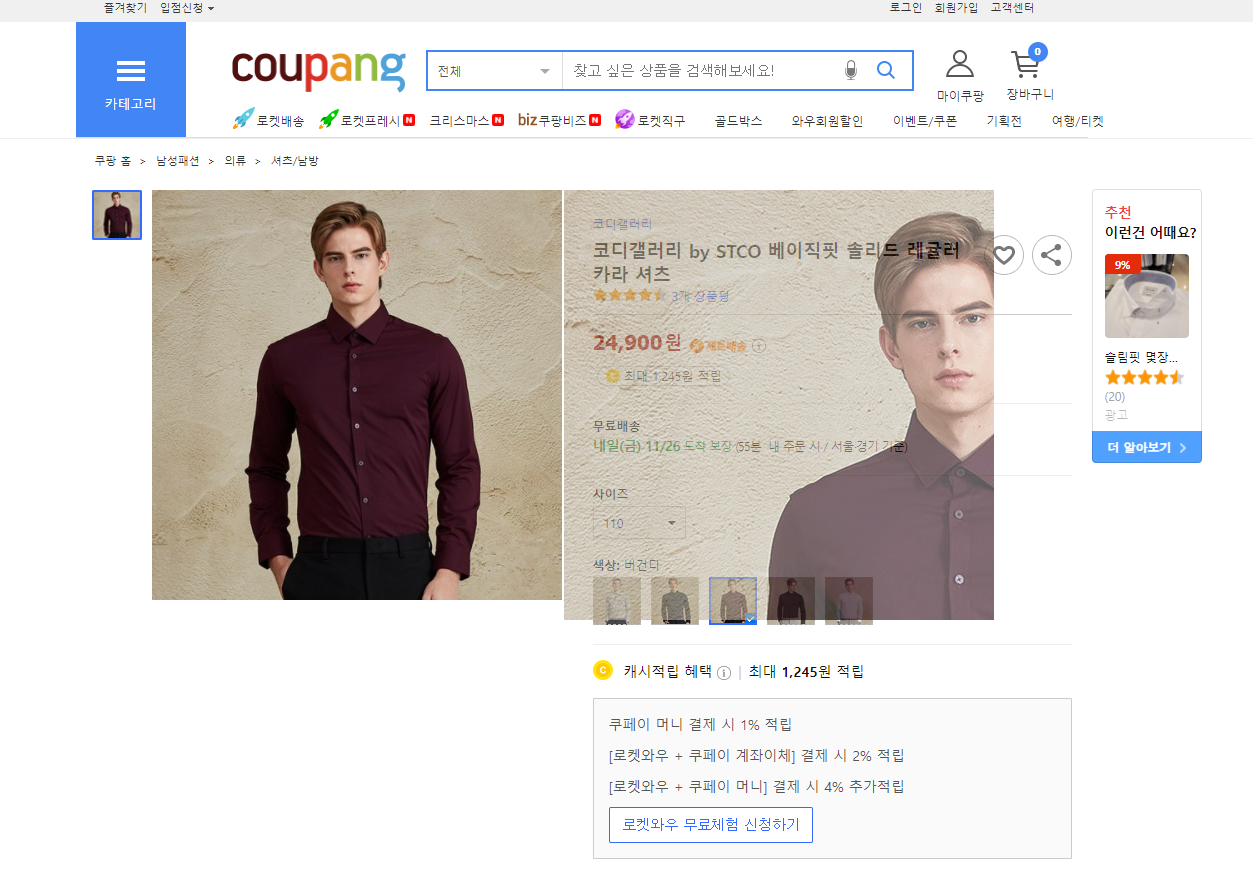 즐겨찾기 입점신청
로그인 회원가입 고객센터
카테고리
coupang
전체
찾고 싶은 상품을 검색해보세요!
마이쿠팡
0
장바구니
로켓배송 로켓프레시 N 크리스마스 N biz쿠팡비즈 N 로켓직구 골드박스 와우회원할인 이벤트/쿠폰 기획전 여행/티켓
쿠팡 홈 > 남성패션 > 의류 > 셔츠/남방
코디갤러리
코디갤러리 by STCO 베이직핏 솔리드 레귤러
카라 셔츠
3개 상품평
24,900원 제트배송
최대 1,245원 적립
무료배송
내일(금) 11/26 도착 보장 (55분 내 주문 시 / 서울⋅경기 기준)
사이즈
110
색상: 버건디
C 캐시적립 혜택 i | 최대 1,245원 적립
쿠페이 머니 결제 시 1% 적립
[로켓와우 + 쿠페이 계좌이체] 결제 시 2% 적립
[로켓와우 + 쿠페이 머니] 결제 시 4% 추가적립
로켓와우 무료체험 신청하기
추천
이런건 어때요?
9%
슬림핏 몇장...
(20)
광고
더 알아보기 >